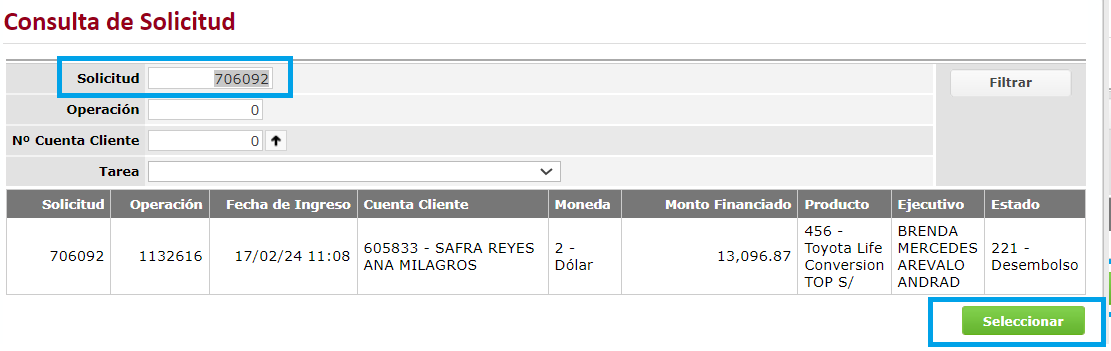 Consulta de Solicitud
Solicitud 706092
Filtrar
Operación 0
Nº Cuenta Cliente 0
Tarea
Solicitud Operación Fecha de Ingreso Cuenta Cliente Moneda Monto Financiado Producto Ejecutivo Estado
706092 1132616 17/02/24 11:08 605833 - SAFRA REYES ANA MILAGROS 2 - Dólar 13,096.87 456 - Toyota Life Conversion TOP S/ BRENDA MERCEDES AREVALO ANDRAD 221 - Desembolso
Seleccionar